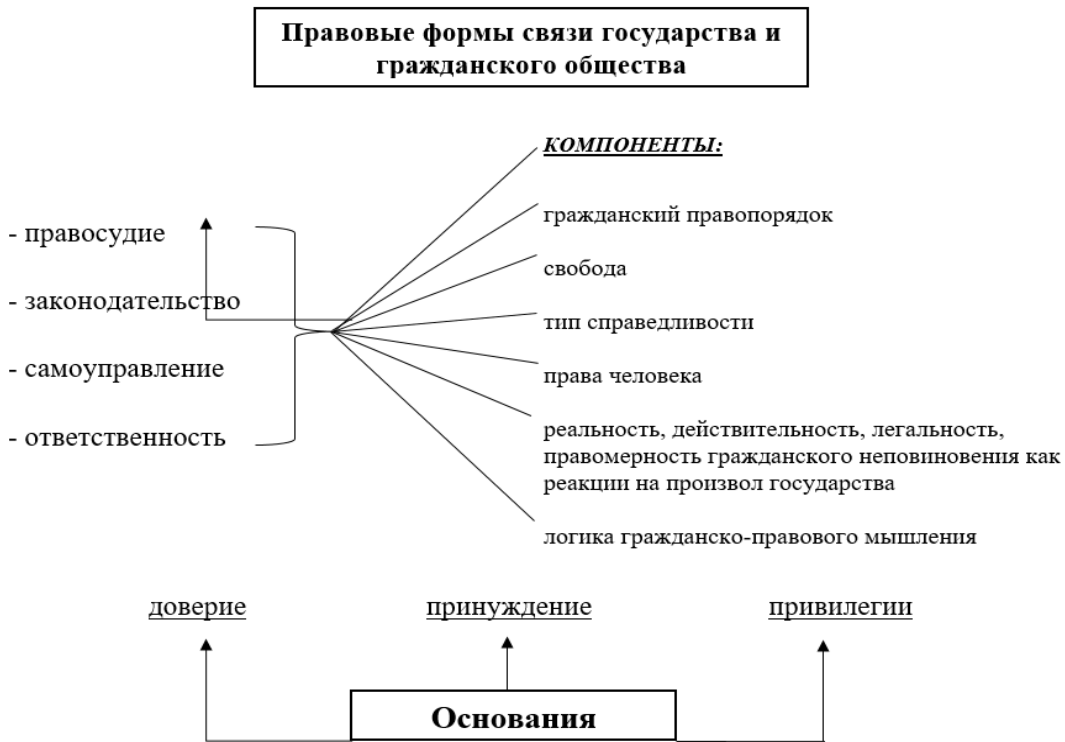 Правовые формы связи государства и
гражданского общества
КОМПОНЕНТЫ:
- правосудие
гражданский правопорядок
свобода
- законодательство
тип справедливости
- самоуправление
права человека
- ответственность
реальность, действительность, легальность,
правомерность гражданского неповиновения как
реакции на произвол государства
логика гражданско-правового мышления
доверие
принуждение
привилегии
Основания